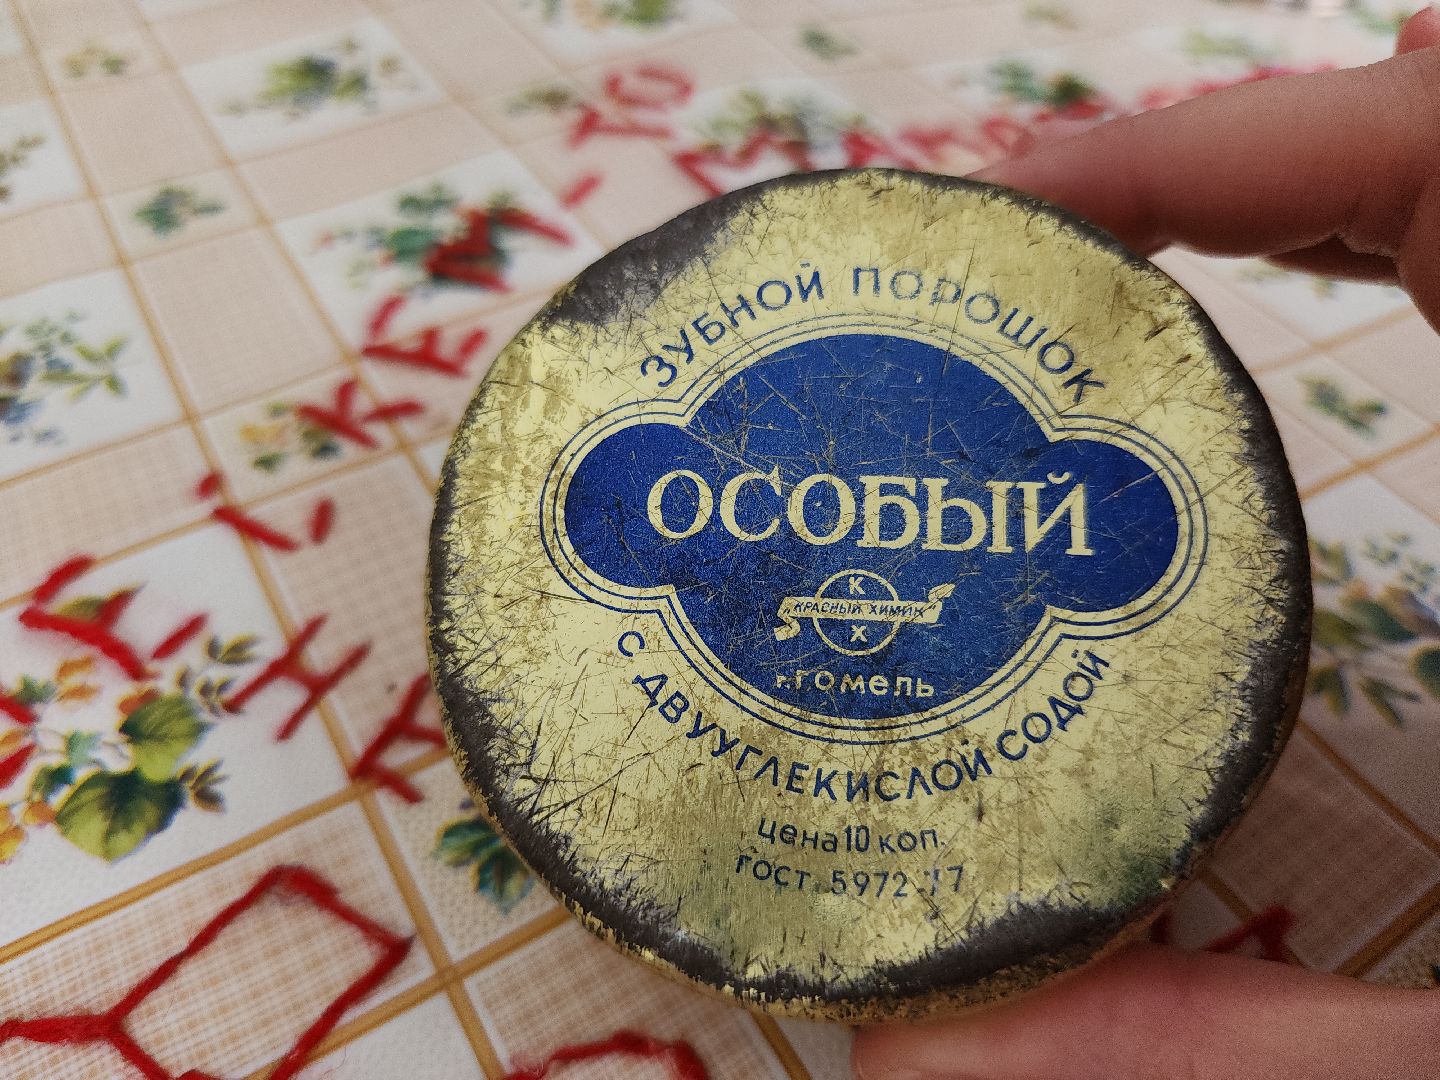 ЗУБНОЙ ПОРОШОК
ОСОБЫЙ
К
"КРАСНЫЙ ХИМИК"
Х
г.Гомель
С ДВУУГЛЕКИСЛОЙ СОДОЙ
цена 10 коп.
ГОСТ 5972-77